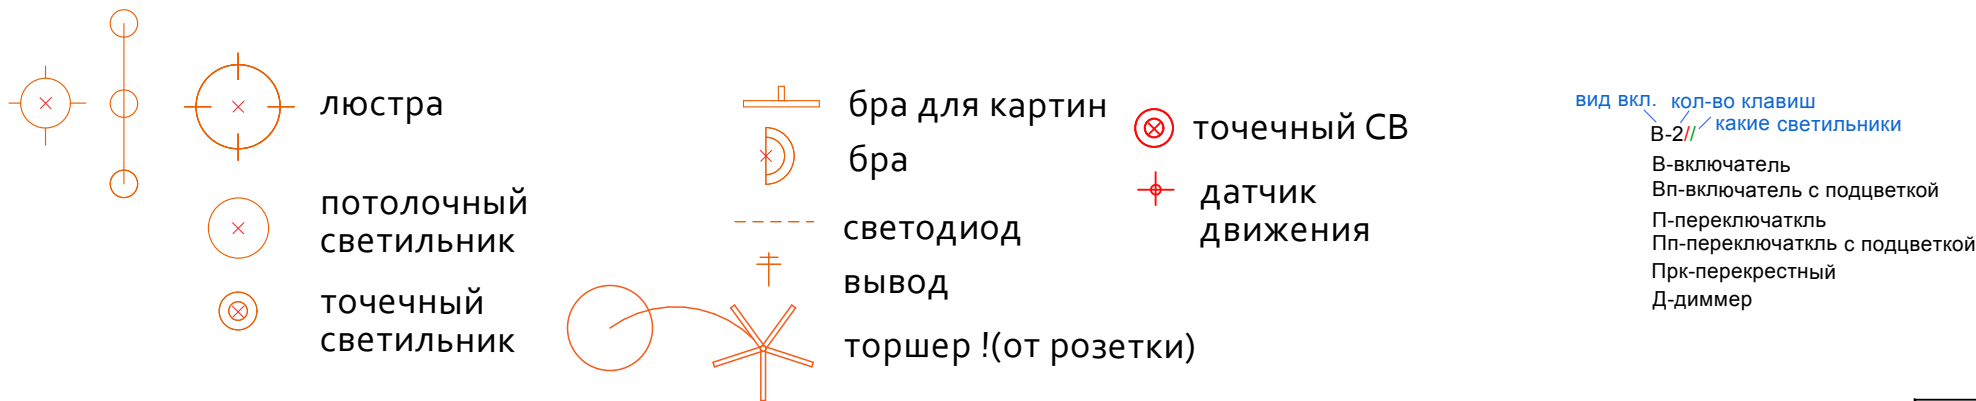 люстра
потолочный
светильник
точечный
светильник
бра для картин
бра
светодиод
вывод
торшер !(от розетки)
точечный СВ
датчик
движения
вид вкл. кол-во клавиш
какие светильники
В-2//
В-включатель
Вп-включатель с подцветкой
П-переключаткль
Пп-переключаткль с подцветкой
Прк-перекрестный
Д-диммер